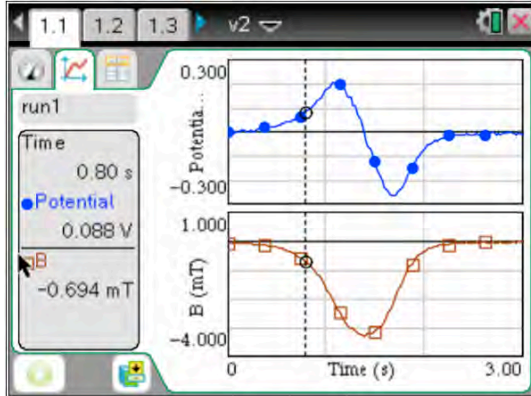 1.1 1.2 1.3 v2
run1
Time
0.80 s
Potential
0.088 V
B
-0.694 mT
0.300
Potentia...
-0.300
1.000
B (mT)
-4.000
0 Time (s) 3.00